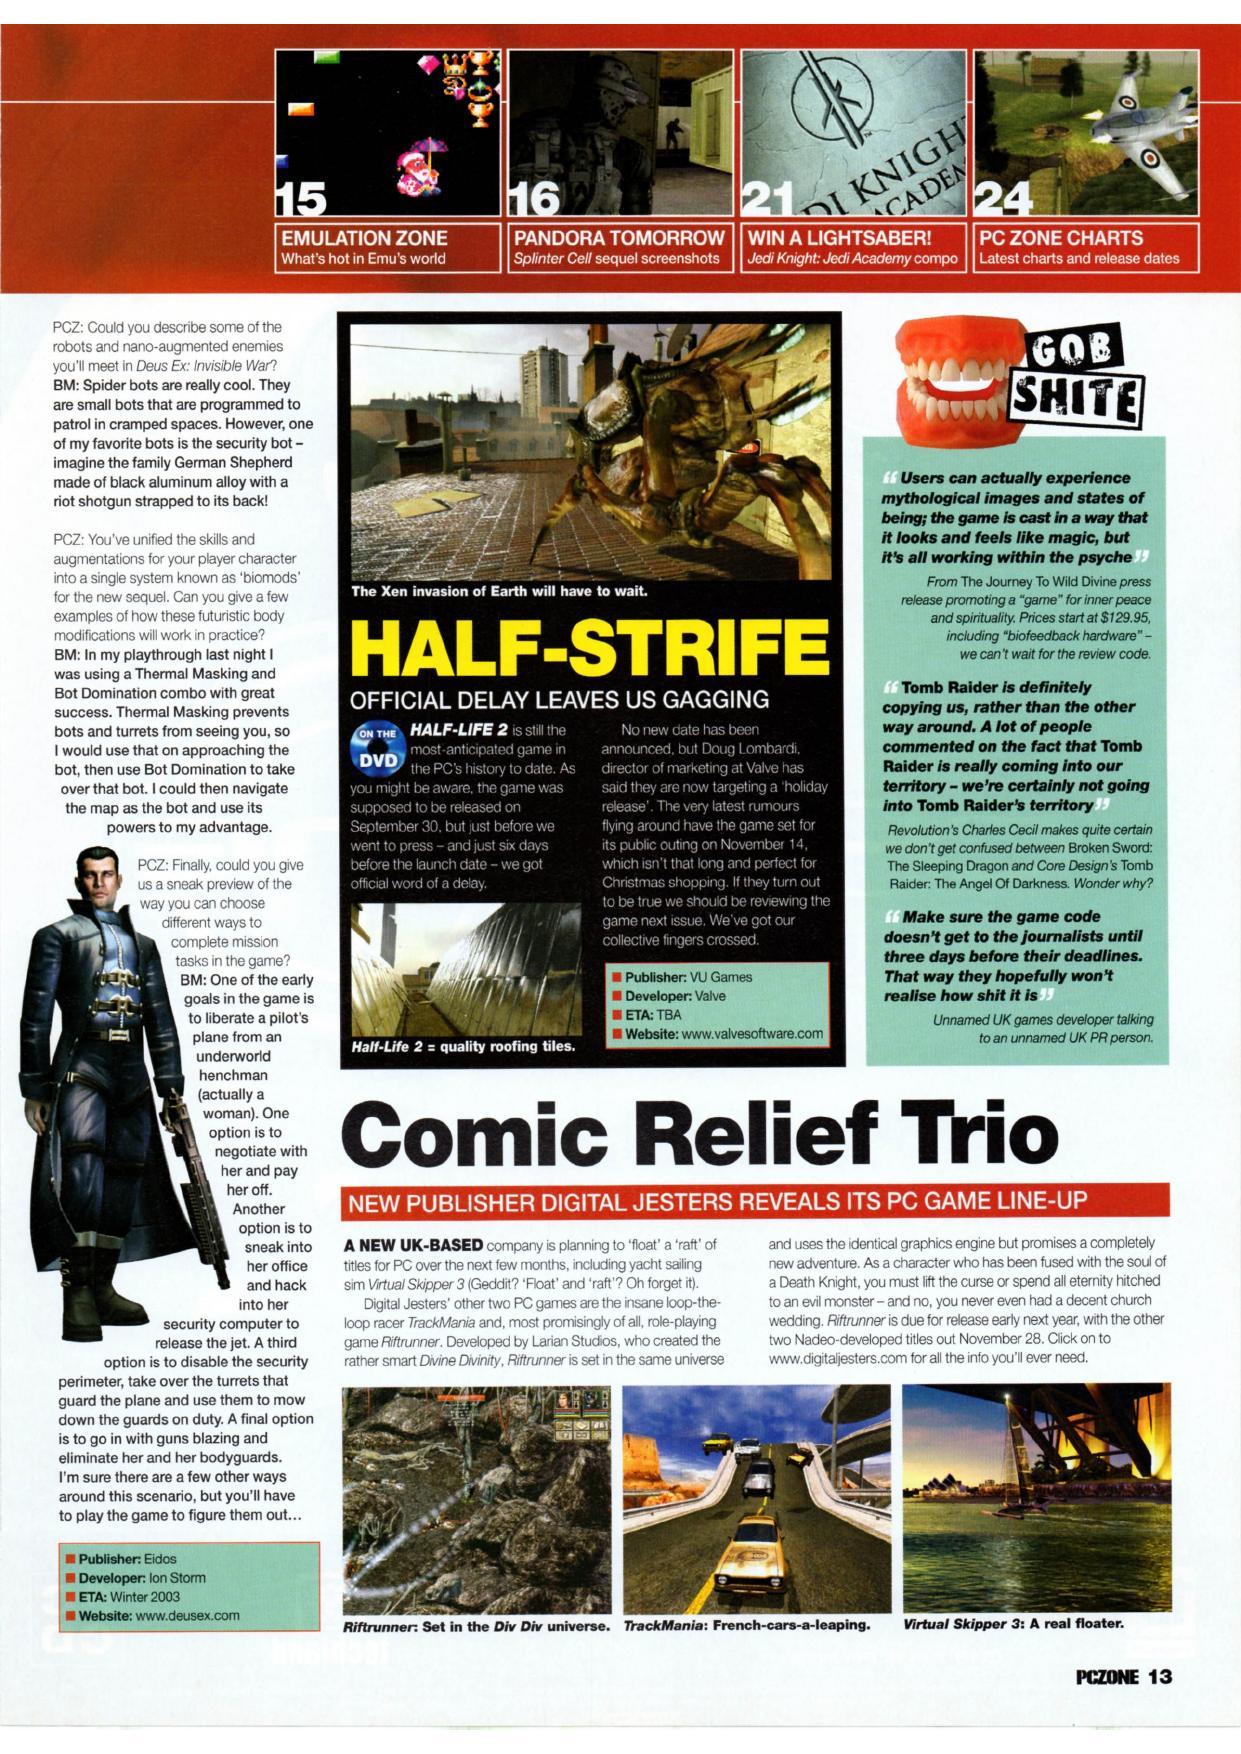 15
EMULATION ZONE
What's hot in Emu's world
16
PANDORA TOMORROW
Splinter Cell sequel screenshots
DI KNIGH
ACADEM
21
WIN A LIGHTSABER!
Jedi Knight: Jedi Academy compo
24
PC ZONE CHARTS
Latest charts and release dates
PCZ: Could you describe some of the
robots and nano-augmented enemies
you'll meet in Deus Ex: Invisible War?
BM: Spider bots are really cool. They
are small bots that are programmed to
patrol in cramped spaces. However, one
of my favorite bots is the security bot –
imagine the family German Shepherd
made of black aluminum alloy with a
riot shotgun strapped to its back!
PCZ: You've unified the skills and
augmentations for your player character
into a single system known as 'biomods'
for the new sequel. Can you give a few
examples of how these futuristic body
modifications will work in practice?
BM: In my playthrough last night I
was using a Thermal Masking and
Bot Domination combo with great
success. Thermal Masking prevents
bots and turrets from seeing you, so
I would use that on approaching the
bot, then use Bot Domination to take
over that bot. I could then navigate
the map as the bot and use its
powers to my advantage.
PCZ: Finally, could you give
us a sneak preview of the
way you can choose
different ways to
complete mission
tasks in the game?
BM: One of the early
goals in the game is
to liberate a pilot's
plane from an
underworld
henchman
(actually a
woman). One
option is to
negotiate with
her and pay
her off.
Another
option is to
sneak into
her office
and hack
into her
security computer to
release the jet. A third
option is to disable the security
perimeter, take over the turrets that
guard the plane and use them to mow
down the guards on duty. A final option
is to go in with guns blazing and
eliminate her and her bodyguards.
I'm sure there are a few other ways
around this scenario, but you'll have
to play the game to figure them out...
Publisher: Eidos
Developer: Ion Storm
ETA: Winter 2003
Website: www.deusex.com
The Xen invasion of Earth will have to wait.
HALF-STRIFE
OFFICIAL DELAY LEAVES US GAGGING
ON THE
DVD
HALF-LIFE 2 is still the
most-anticipated game in
the PC's history to date. As
you might be aware, the game was
supposed to be released on
September 30, but just before we
went to press – and just six days
before the launch date – we got
official word of a delay.
Half-Life 2 = quality roofing tiles.
No new date has been
announced, but Doug Lombardi,
director of marketing at Valve has
said they are now targeting a 'holiday
release'. The very latest rumours
flying around have the game set for
its public outing on November 14,
which isn't that long and perfect for
Christmas shopping. If they turn out
to be true we should be reviewing the
game next issue. We've got our
collective fingers crossed.
Publisher: VU Games
Developer: Valve
ETA: TBA
Website: www.valvesoftware.com
GOB
SHITE
“Users can actually experience
mythological images and states of
being; the game is cast in a way that
it looks and feels like magic, but
it's all working within the psyche”
From The Journey To Wild Divine press
release promoting a "game" for inner peace
and spirituality. Prices start at $129.95,
including "biofeedback hardware" –
we can't wait for the review code.
“Tomb Raider is definitely
copying us, rather than the other
way around. A lot of people
commented on the fact that Tomb
Raider is really coming into our
territory – we're certainly not going
into Tomb Raider's territory”
Revolution's Charles Cecil makes quite certain
we don't get confused between Broken Sword:
The Sleeping Dragon and Core Design's Tomb
Raider: The Angel Of Darkness. Wonder why?
“Make sure the game code
doesn't get to the journalists until
three days before their deadlines.
That way they hopefully won't
realise how shit it is”
Unnamed UK games developer talking
to an unnamed UK PR person.
Comic Relief Trio
NEW PUBLISHER DIGITAL JESTERS REVEALS ITS PC GAME LINE-UP
A NEW UK-BASED company is planning to 'float' a 'raft' of
titles for PC over the next few months, including yacht sailing
sim Virtual Skipper 3 (Geddit? 'Float' and 'raft'? Oh forget it).
Digital Jesters' other two PC games are the insane loop-the-
loop racer TrackMania and, most promisingly of all, role-playing
game Riftrunner. Developed by Larian Studios, who created the
rather smart Divine Divinity, Riftrunner is set in the same universe
and uses the identical graphics engine but promises a completely
new adventure. As a character who has been fused with the soul of
a Death Knight, you must lift the curse or spend all eternity hitched
to an evil monster – and no, you never even had a decent church
wedding. Riftrunner is due for release early next year, with the other
two Nadeo-developed titles out November 28. Click on to
www.digitaljesters.com for all the info you'll ever need.
Riftrunner: Set in the Div Div universe.
TrackMania: French-cars-a-leaping.
Virtual Skipper 3: A real floater.
PCZONE 13